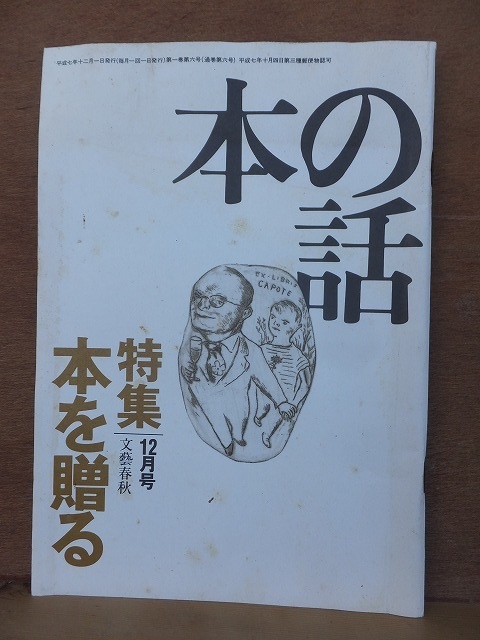 平成七年十二月一日発行(毎月一回一日発行)第一巻第六号(通巻第六号) 平成七年十月四日第三種郵便物認可
本の話
EX-LIBRIS
CAPOTE
特集
本を贈る
12月号
文藝春秋